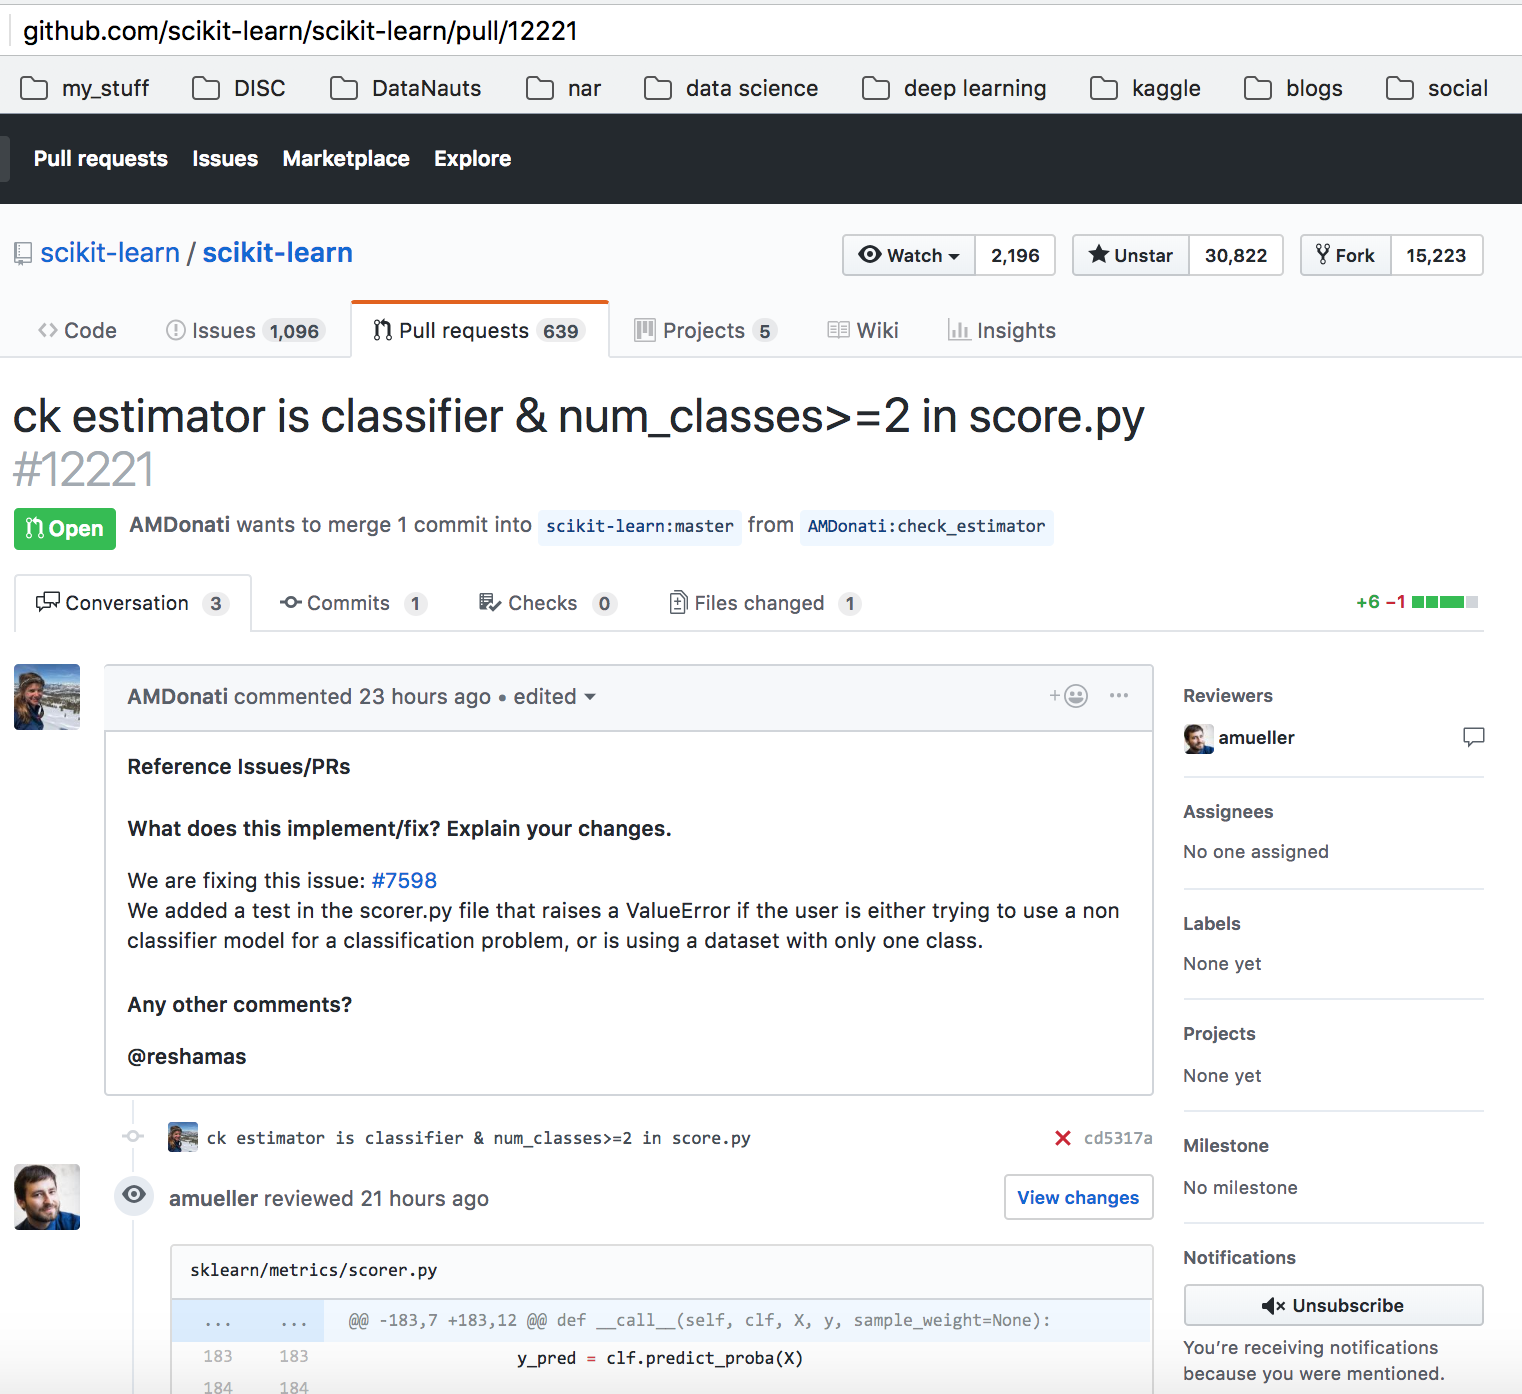 github.com/scikit-learn/scikit-learn/pull/12221
my_stuff DISC DataNauts nar data science deep learning kaggle blogs social
Pull requests Issues Marketplace Explore
scikit-learn / scikit-learn Watch 2,196 Unstar 30,822 Fork 15,223
Code Issues 1,096 Pull requests 639 Projects 5 Wiki Insights
ck estimator is classifier & num_classes>=2 in score.py
#12221
Open AMDonati wants to merge 1 commit into scikit-learn:master from AMDonati:check_estimator
Conversation 3 Commits 1 Checks 0 Files changed 1 +6 −1
AMDonati commented 23 hours ago • edited
Reference Issues/PRs
What does this implement/fix? Explain your changes.
We are fixing this issue: #7598
We added a test in the scorer.py file that raises a ValueError if the user is either trying to use a non
classifier model for a classification problem, or is using a dataset with only one class.
Any other comments?
@reshamas
ck estimator is classifier & num_classes>=2 in score.py cd5317a
amueller reviewed 21 hours ago View changes
sklearn/metrics/scorer.py
... ... @@ -183,7 +183,12 @@ def __call__(self, clf, X, y, sample_weight=None):
183 183 y_pred = clf.predict_proba(X)
184 184
Reviewers
amueller
Assignees
No one assigned
Labels
None yet
Projects
None yet
Milestone
No milestone
Notifications
Unsubscribe
You’re receiving notifications
because you were mentioned.